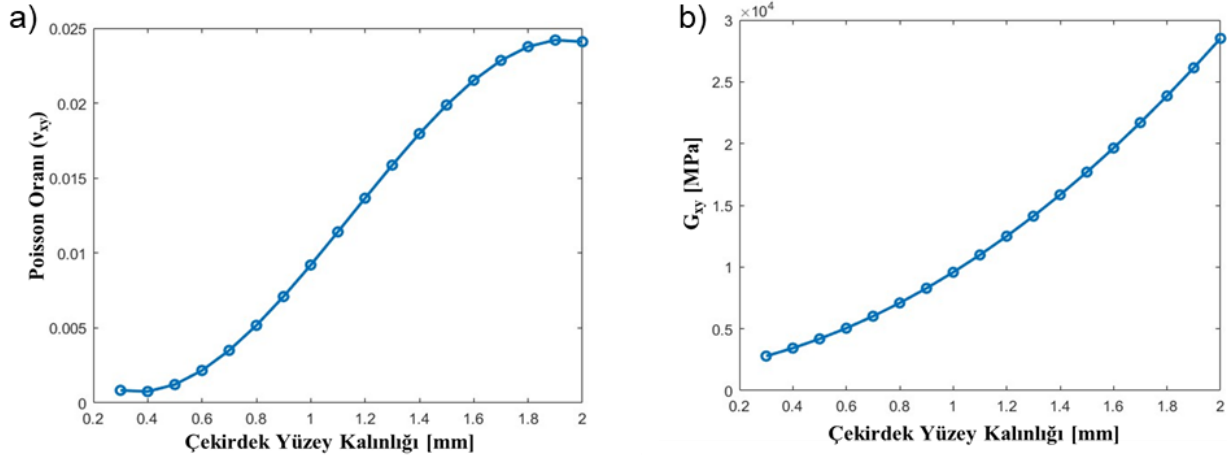 a)
0.025
0.02
0.015
0.01
0.005
0
Poisson Oranı (v_xy)
0.2 0.4 0.6 0.8 1 1.2 1.4 1.6 1.8 2
Çekirdek Yüzey Kalınlığı [mm]
b)
×10⁴
3
2.5
2
1.5
1
0.5
0
G_xy [MPa]
0.2 0.4 0.6 0.8 1 1.2 1.4 1.6 1.8 2
Çekirdek Yüzey Kalınlığı [mm]